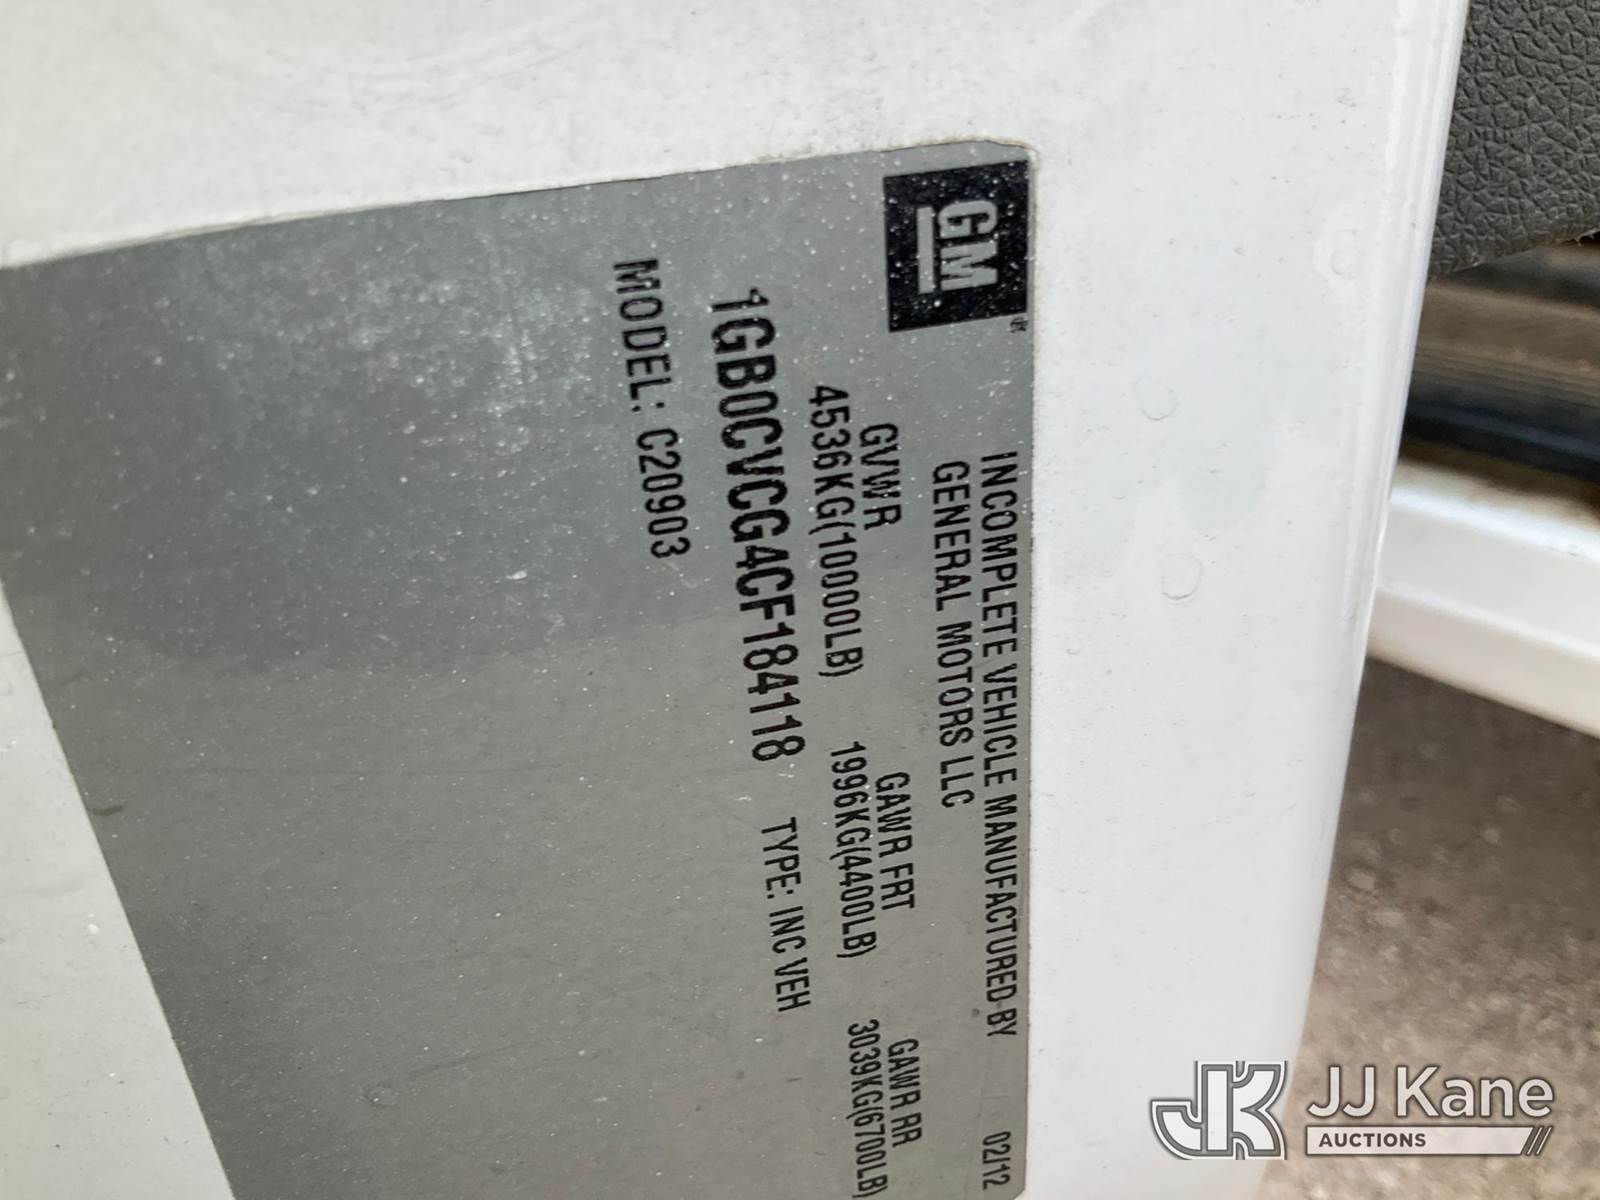 GM
INCOMPLETE VEHICLE MANUFACTURED BY
GENERAL MOTORS LLC
02/12
GVWR GAWR FRT GAWR RR
4536KG(10000LB) 1996KG(4400LB) 3039KG(6700LB)
1GB0CVCG4CF184118 TYPE: INC VEH
MODEL: C20903
JK JJ Kane
AUCTIONS